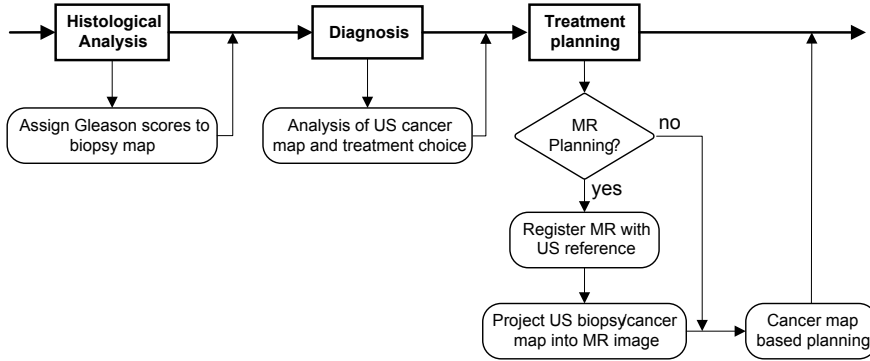 Histological
Analysis
Diagnosis
Treatment
planning
Assign Gleason scores to
biopsy map
Analysis of US cancer
map and treatment choice
MR
Planning?
no
yes
Register MR with
US reference
Project US biopsy/cancer
map into MR image
Cancer map
based planning